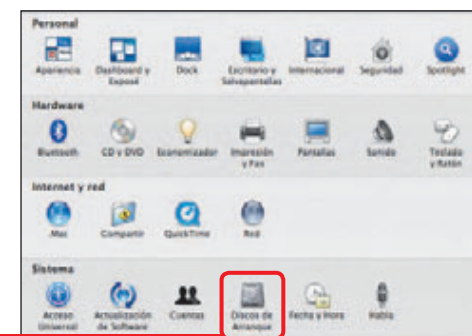 Personal
Apariencia
Dashboard y
Exposé
Dock
Escritorio y
Salvapantallas
Internacional
Seguridad
Spotlight
Hardware
Bluetooth
CD y DVD
Economizador
Impresión
y Fax
Pantallas
Sonido
Teclado
y Ratón
Internet y red
.Mac
Compartir
QuickTime
Red
Sistema
Acceso
Universal
Actualización
de Software
Cuentas
Discos de
Arranque
Fecha y Hora
Habla